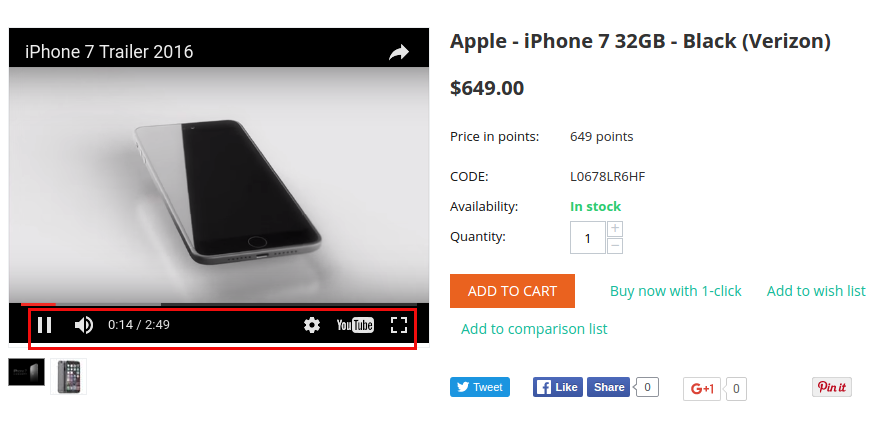 iPhone 7 Trailer 2016
0:14 / 2:49
YouTube
Apple - iPhone 7 32GB - Black (Verizon)
$649.00
Price in points: 649 points
CODE: L0678LR6HF
Availability: In stock
Quantity: 1 + −
ADD TO CART Buy now with 1-click Add to wish list
Add to comparison list
Tweet Like Share 0 G+1 0 Pin it